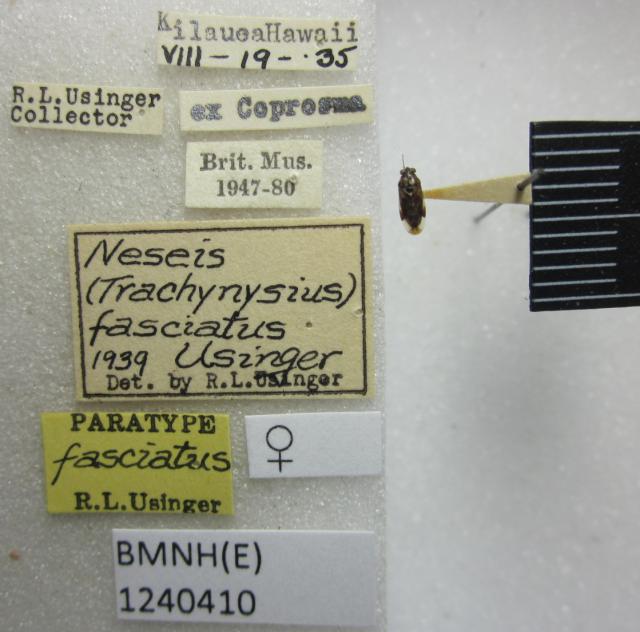 KilaueaHawaii
VIII-19-35
R.L.Usinger
Collector
ex Coprosma
Brit. Mus.
1947-80
Neseis
(Trachynysius)
fasciatus
1939 Usinger
Det. by R.L.Usinger
PARATYPE
fasciatus
R.L.Usinger
♀
BMNH(E)
1240410